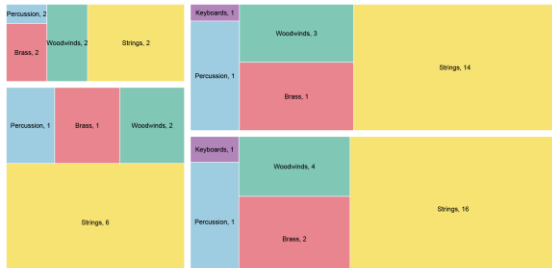 Percussion, 2
Brass, 2
Woodwinds, 2
Strings, 2
Percussion, 1
Brass, 1
Woodwinds, 2
Strings, 6
Keyboards, 1
Percussion, 1
Woodwinds, 3
Brass, 1
Strings, 14
Keyboards, 1
Percussion, 1
Woodwinds, 4
Brass, 2
Strings, 16